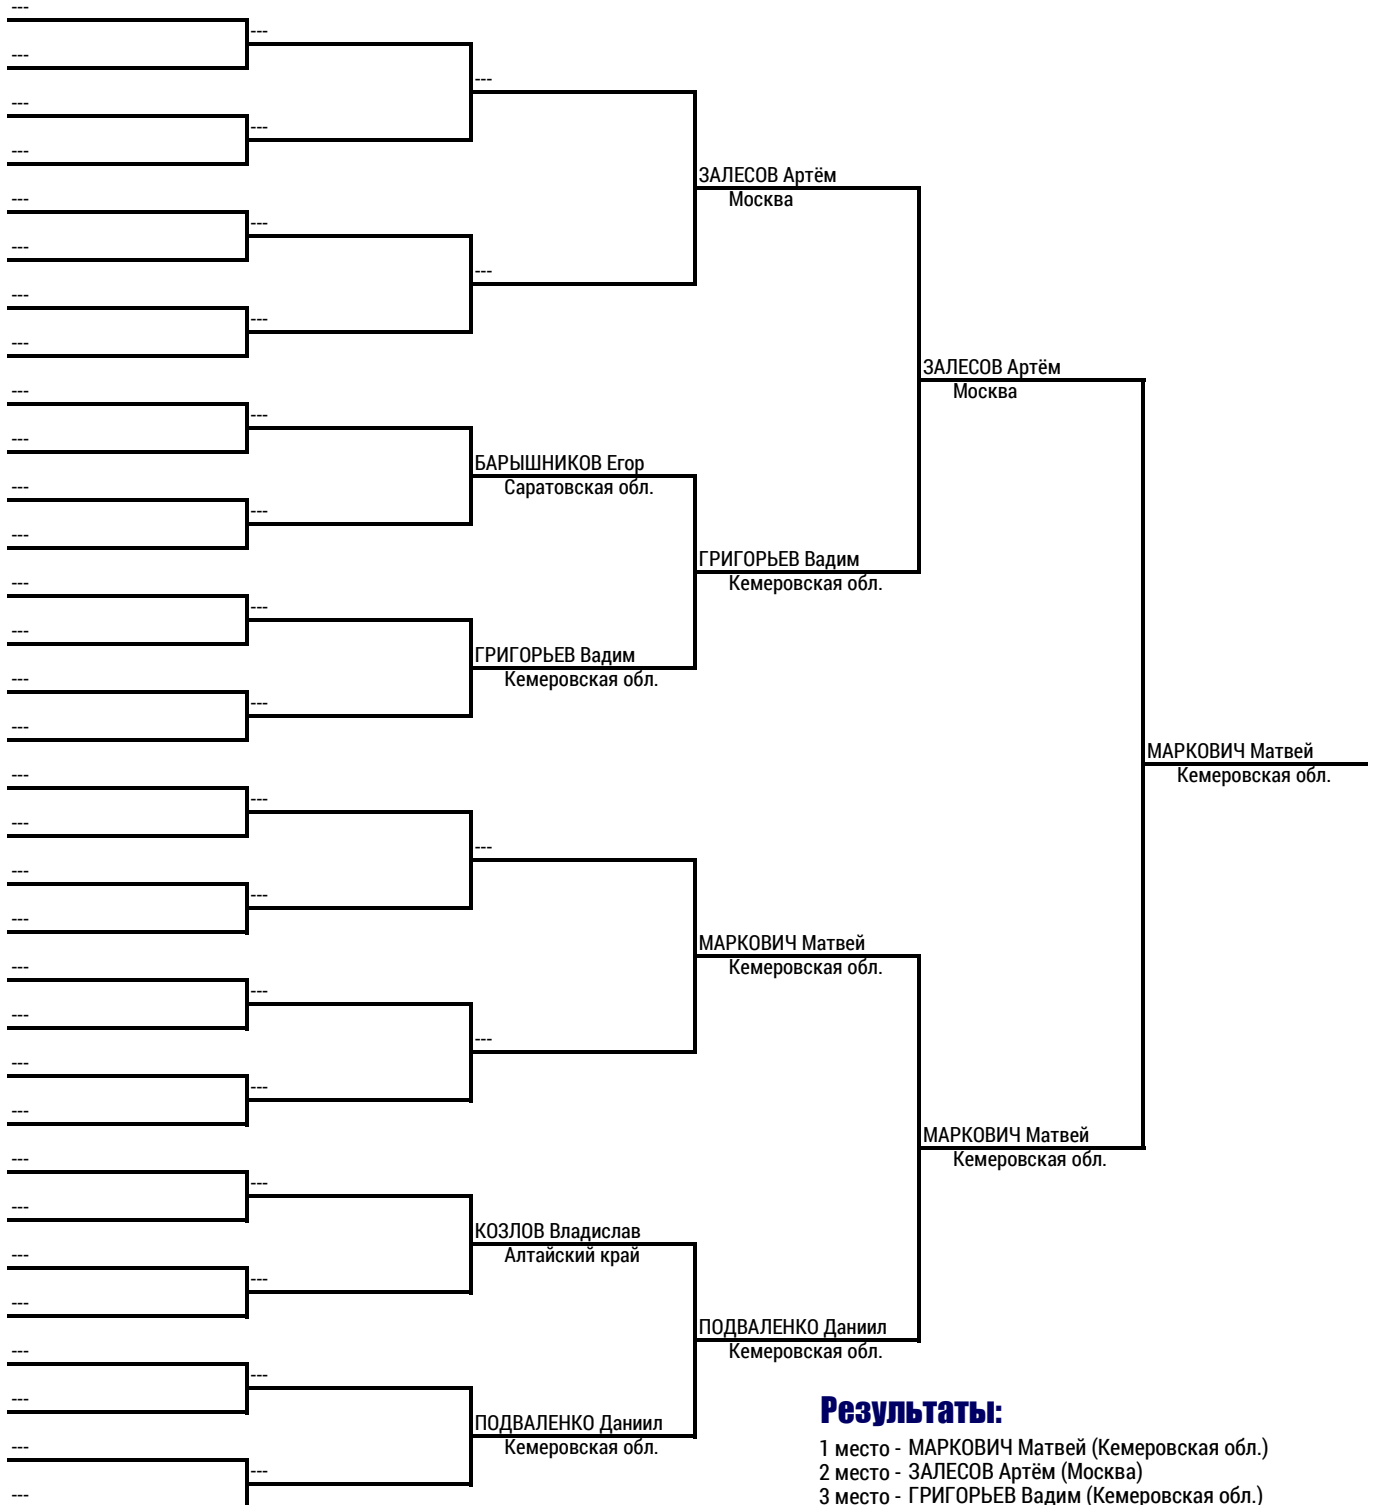 ---
---
---
---
---
---
---
---
---
ЗАЛЕСОВ Артём
Москва
---
---
---
---
---
---
---
ЗАЛЕСОВ Артём
Москва
---
---
---
БАРЫШНИКОВ Егор
Саратовская обл.
---
---
---
ГРИГОРЬЕВ Вадим
Кемеровская обл.
---
---
---
ГРИГОРЬЕВ Вадим
Кемеровская обл.
---
---
---
МАРКОВИЧ Матвей
Кемеровская обл.
---
---
---
---
---
---
---
МАРКОВИЧ Матвей
Кемеровская обл.
---
---
---
---
---
---
---
МАРКОВИЧ Матвей
Кемеровская обл.
---
---
---
КОЗЛОВ Владислав
Алтайский край
---
---
---
ПОДВАЛЕНКО Даниил
Кемеровская обл.
---
---
---
ПОДВАЛЕНКО Даниил
Кемеровская обл.
---
---
---
Результаты:
1 место - МАРКОВИЧ Матвей (Кемеровская обл.)
2 место - ЗАЛЕСОВ Артём (Москва)
3 место - ГРИГОРЬЕВ Вадим (Кемеровская обл.)